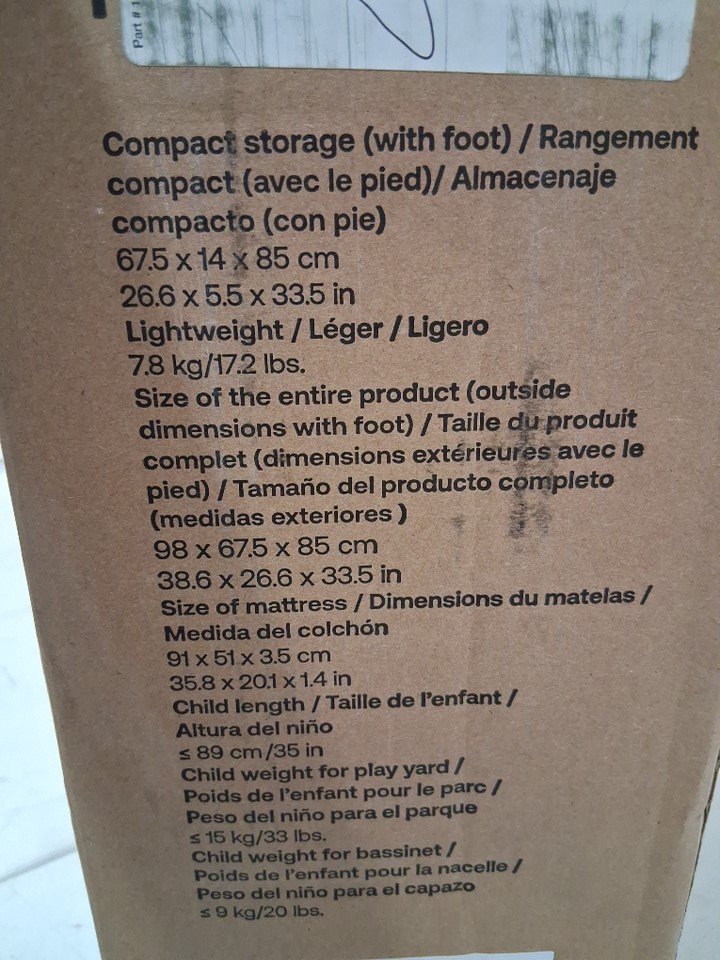 Part # 1
Compact storage (with foot) / Rangement
compact (avec le pied)/ Almacenaje
compacto (con pie)
67.5 x 14 x 85 cm
26.6 x 5.5 x 33.5 in
Lightweight / Léger / Ligero
7.8 kg/17.2 lbs.
Size of the entire product (outside
dimensions with foot) / Taille du produit
complet (dimensions extérieures avec le
pied) / Tamaño del producto completo
(medidas exteriores )
98 x 67.5 x 85 cm
38.6 x 26.6 x 33.5 in
Size of mattress / Dimensions du matelas /
Medida del colchón
91 x 51 x 3.5 cm
35.8 x 20.1 x 1.4 in
Child length / Taille de l'enfant /
Altura del niño
≤ 89 cm/35 in
Child weight for play yard /
Poids de l'enfant pour le parc /
Peso del niño para el parque
≤ 15 kg/33 lbs.
Child weight for bassinet /
Poids de l'enfant pour la nacelle /
Peso del niño para el capazo
≤ 9 kg/20 lbs.